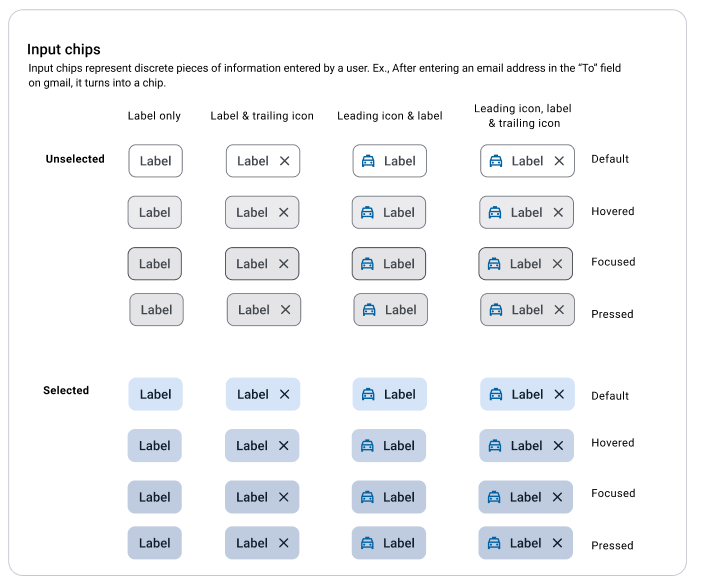 Input chips
Input chips represent discrete pieces of information entered by a user. Ex., After entering an email address in the “To” field
on gmail, it turns into a chip.
Label only
Label & trailing icon
Leading icon & label
Leading icon, label
& trailing icon
Unselected
Label
Label
Label
Label
Default
Label
Label
Label
Label
Hovered
Label
Label
Label
Label
Focused
Label
Label
Label
Label
Pressed
Selected
Label
Label
Label
Label
Default
Label
Label
Label
Label
Hovered
Label
Label
Label
Label
Focused
Label
Label
Label
Label
Pressed